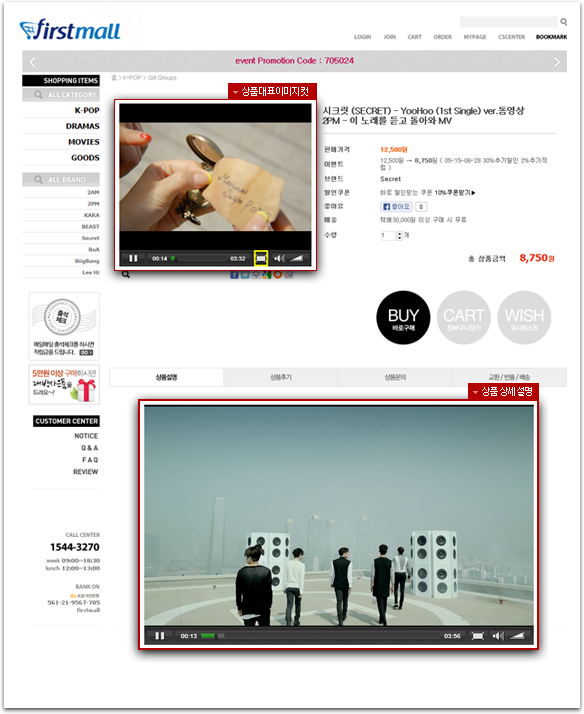 firstmall
LOGIN JOIN CART ORDER MYPAGE CSCENTER BOOKMARK
event Promotion Code : 705024
SHOPPING ITEMS
홈 > K-POP > Girl Groups
ALL CATEGORY
K-POP
DRAMAS
MOVIES
GOODS
ALL BRAND
2AM
2PM
KARA
BEAST
Secret
BoA
BiigBang
Lee Hi
상품대표이미지컷
00:14
03:32
시크릿 (SECRET) - YooHoo (1st Single) ver.동영상
2PM - 이 노래를 듣고 돌아와 MV
판매가격 12,500원
이벤트 12,500원 → 8,750원 ( 05-15-06-28 30%추가할인 2%추가적립 )
브랜드 Secret
할인쿠폰 바로 할인받는 쿠폰 10%쿠폰받기▶
좋아요 좋아요 0
배송 택배30,000원 이상 구매 시 무료
수량 1 개
총 상품금액 8,750원
BUY
바로구매
CART
장바구니담기
WISH
위시리스트
출석
체크
매일매일 출석체크를 하시면
적립금을 드립니다. GO
5만원 이상 구매하시면
드려요~!
CUSTOMER CENTER
NOTICE
Q & A
F A Q
REVIEW
CALL CENTER
1544-3270
week 09:00~18:30
lunch 12:00~13:00
BANK ON
KB국민은행
561-21-9567-705
firstmall
상품설명 상품후기 상품문의 교환 / 반품 / 배송
상품 상세 설명
00:13
03:56